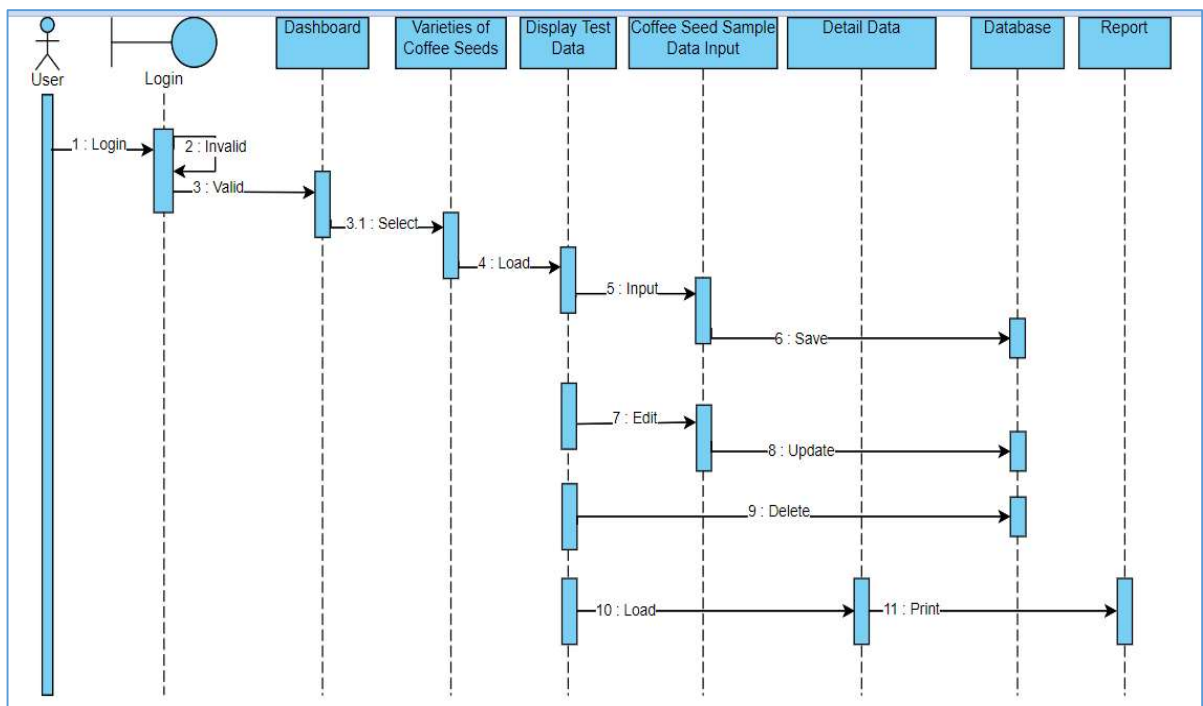 Dashboard
Varieties of
Coffee Seeds
Display Test
Data
Coffee Seed Sample
Data Input
Detail Data
Database
Report
User
Login
1 : Login
2 : Invalid
3 : Valid
3.1 : Select
4 : Load
5 : Input
6 : Save
7 : Edit
8 : Update
9 : Delete
10 : Load
11 : Print